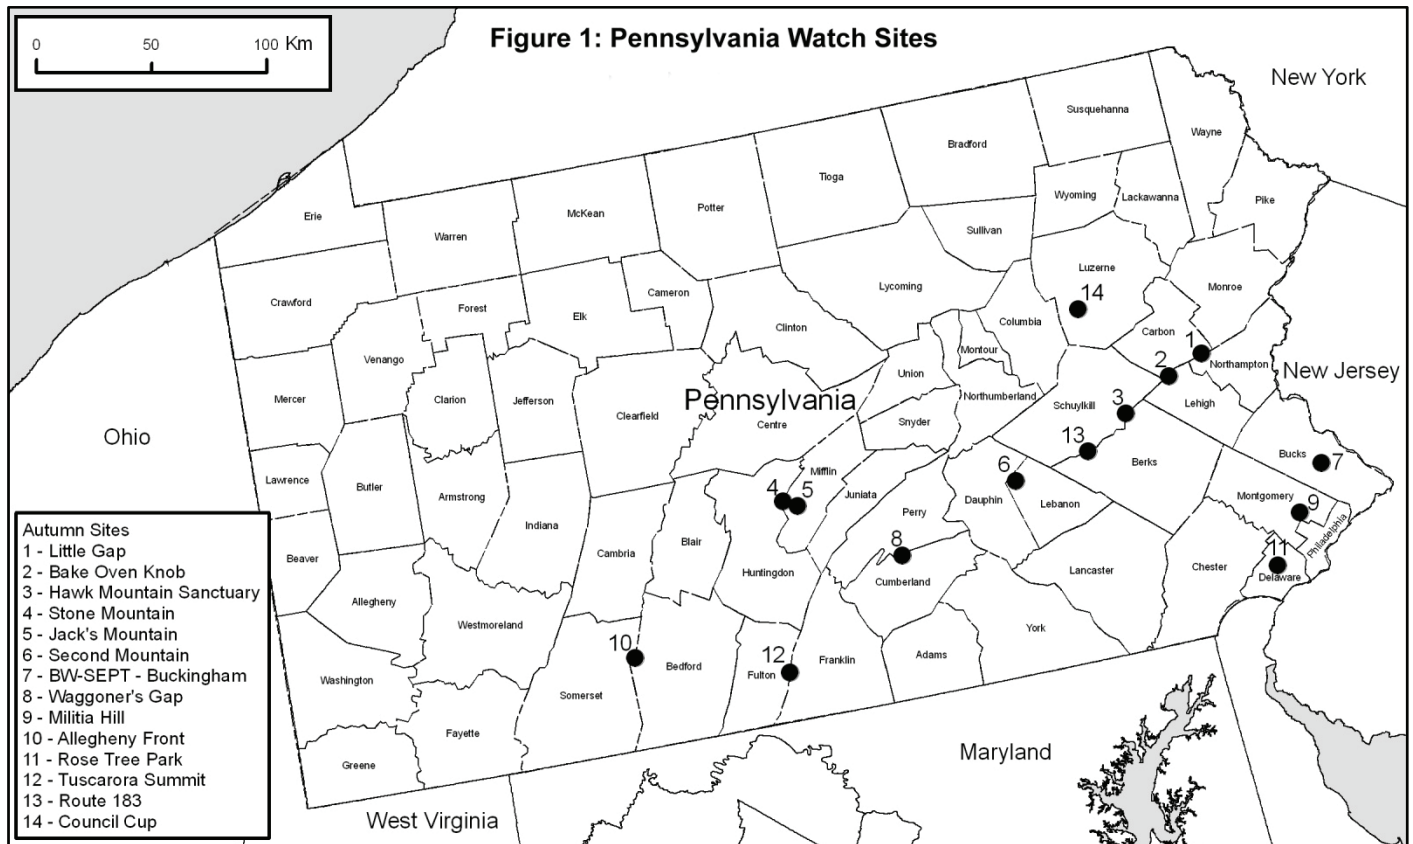 Figure 1: Pennsylvania Watch Sites
0 50 100 Km
New York
Susquehanna
Wayne
Bradford
Tioga
Wyoming
Lackawanna
Pike
Potter
McKean
Erie
Warren
Sullivan
Luzerne
14
Monroe
Lycoming
Cameron
Crawford
Forest
Elk
Clinton
Columbia
Carbon
1
Northampton
Montour
Venango
2
New Jersey
Union
Mercer
Clarion
Jefferson
Pennsylvania
Northumberland
Schuylkill
3
Lehigh
Clearfield
Centre
Snyder
Ohio
13
Bucks
7
Berks
Mifflin
6
Lawrence
Butler
Armstrong
4
5
Juniata
Dauphin
Lebanon
Montgomery
9
Perry
Philadelphia
Indiana
8
11
Beaver
Cambria
Blair
Huntingdon
Cumberland
Lancaster
Chester
Delaware
Allegheny
Westmoreland
York
10
12
Adams
Franklin
Bedford
Fulton
Washington
Somerset
Fayette
Greene
Maryland
West Virginia
Autumn Sites
1 - Little Gap
2 - Bake Oven Knob
3 - Hawk Mountain Sanctuary
4 - Stone Mountain
5 - Jack's Mountain
6 - Second Mountain
7 - BW-SEPT - Buckingham
8 - Waggoner's Gap
9 - Militia Hill
10 - Allegheny Front
11 - Rose Tree Park
12 - Tuscarora Summit
13 - Route 183
14 - Council Cup